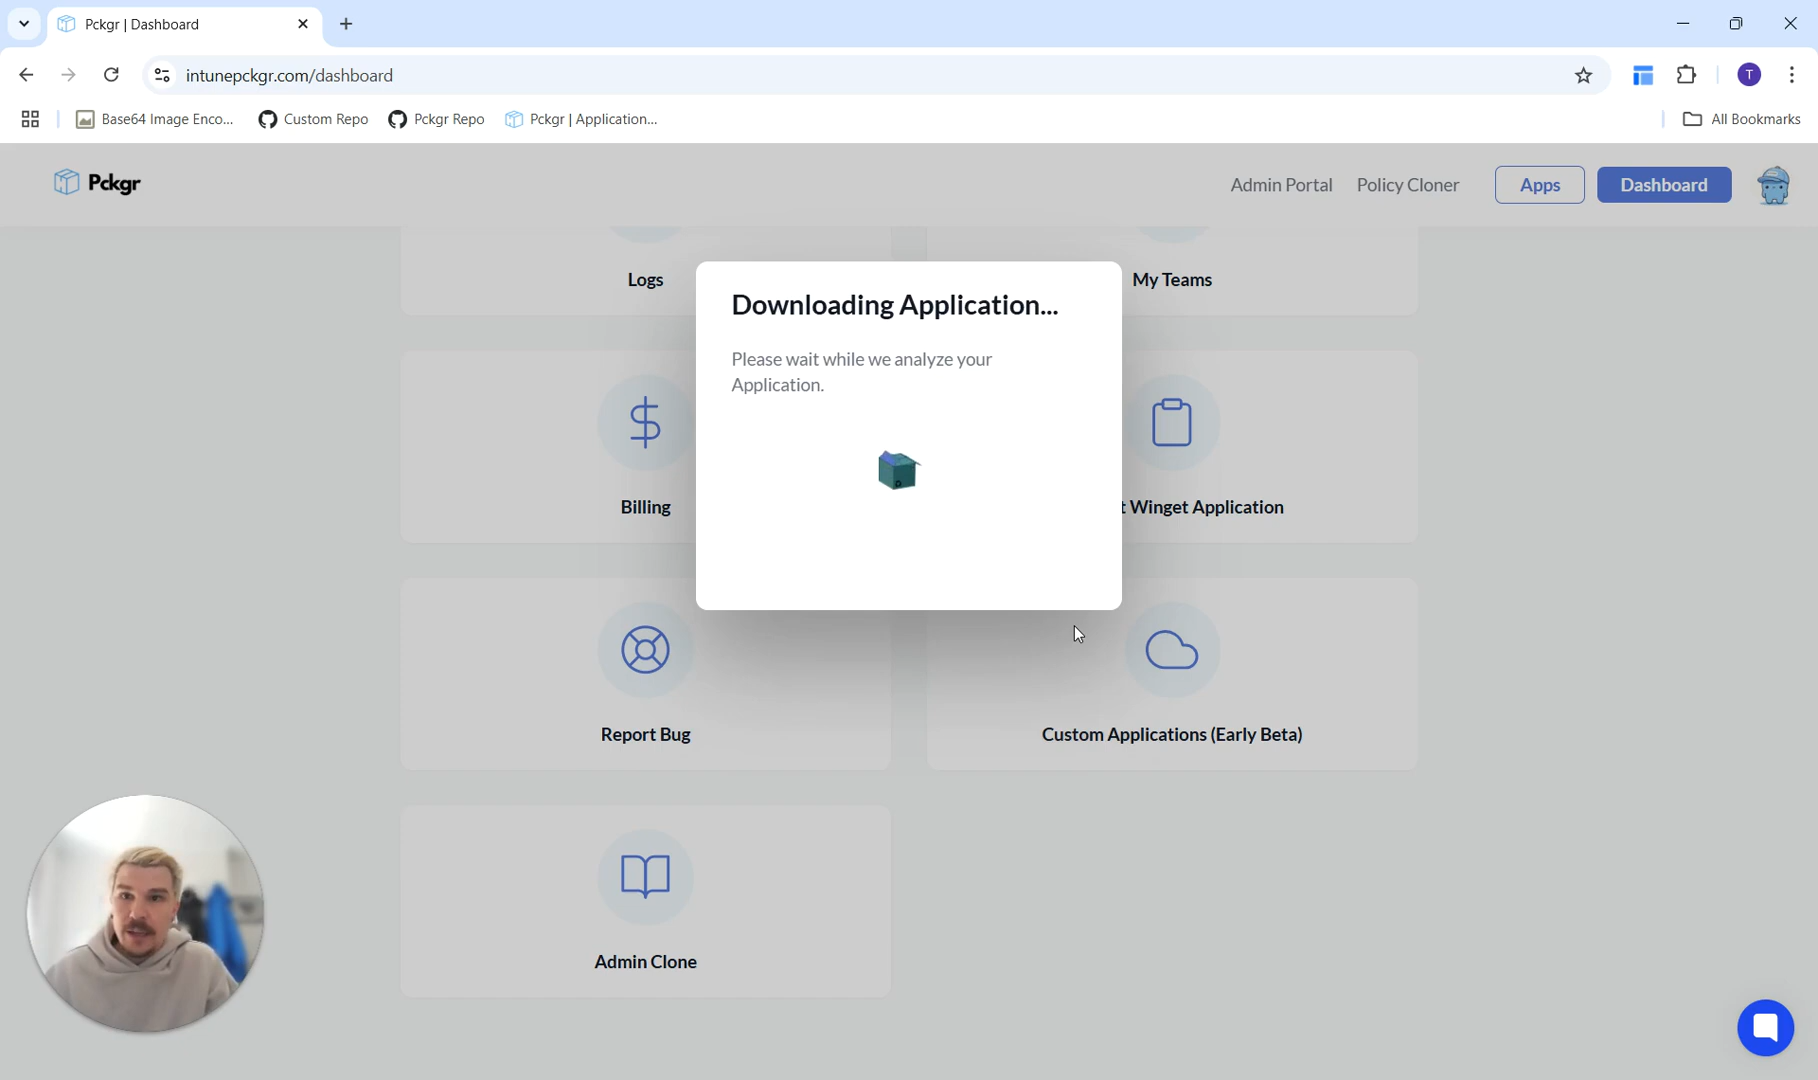 Pckgr | Dashboard
intunepckgr.com/dashboard
T
Base64 Image Enco...
Custom Repo
Pckgr Repo
Pckgr | Application...
All Bookmarks
Pckgr
Admin Portal
Policy Cloner
Apps
Dashboard
Logs
My Teams
Downloading Application...
Please wait while we analyze your
Application.
Billing
t Winget Application
Report Bug
Custom Applications (Early Beta)
Admin Clone